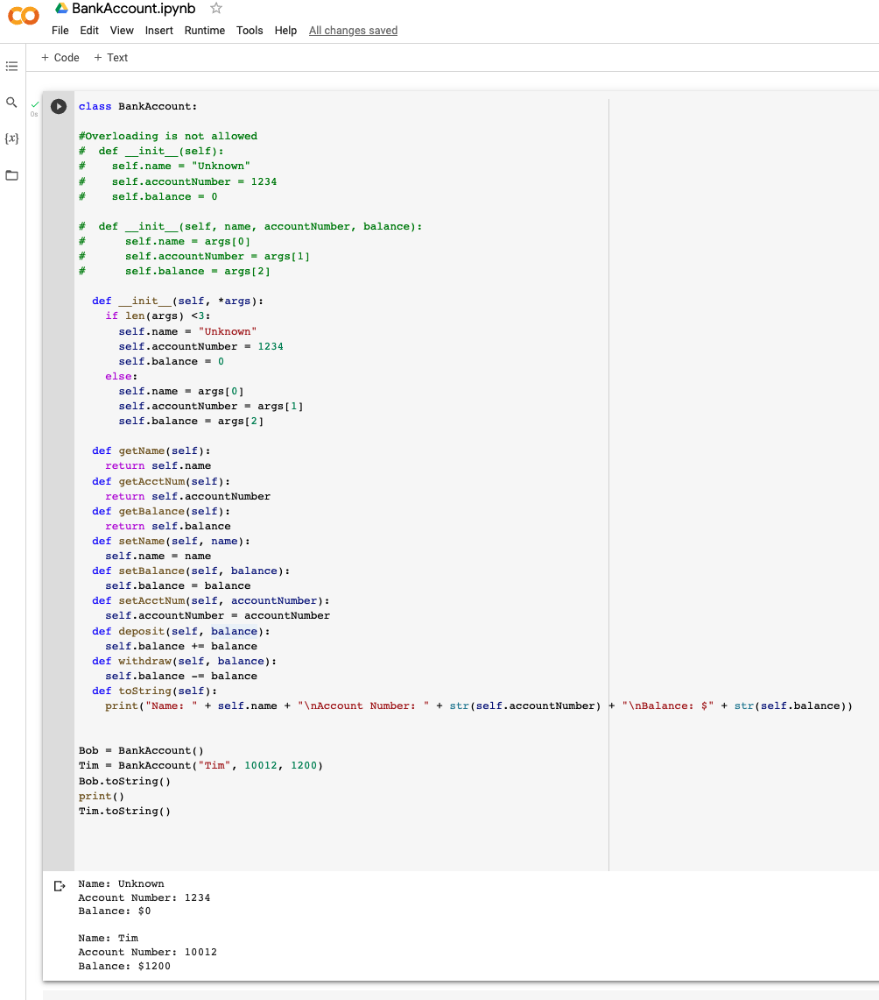 BankAccount.ipynb
File Edit View Insert Runtime Tools Help All changes saved
+ Code + Text
0s
{x}
class BankAccount:

#Overloading is not allowed
#  def __init__(self):
#    self.name = "Unknown"
#    self.accountNumber = 1234
#    self.balance = 0

#  def __init__(self, name, accountNumber, balance):
#      self.name = args[0]
#      self.accountNumber = args[1]
#      self.balance = args[2]

  def __init__(self, *args):
    if len(args) <3:
      self.name = "Unknown"
      self.accountNumber = 1234
      self.balance = 0
    else:
      self.name = args[0]
      self.accountNumber = args[1]
      self.balance = args[2]

  def getName(self):
    return self.name
  def getAcctNum(self):
    return self.accountNumber
  def getBalance(self):
    return self.balance
  def setName(self, name):
    self.name = name
  def setBalance(self, balance):
    self.balance = balance
  def setAcctNum(self, accountNumber):
    self.accountNumber = accountNumber
  def deposit(self, balance):
    self.balance += balance
  def withdraw(self, balance):
    self.balance -= balance
  def toString(self):
    print("Name: " + self.name + "\nAccount Number: " + str(self.accountNumber) + "\nBalance: $" + str(self.balance))

Bob = BankAccount()
Tim = BankAccount("Tim", 10012, 1200)
Bob.toString()
print()
Tim.toString()

Name: Unknown
Account Number: 1234
Balance: $0

Name: Tim
Account Number: 10012
Balance: $1200